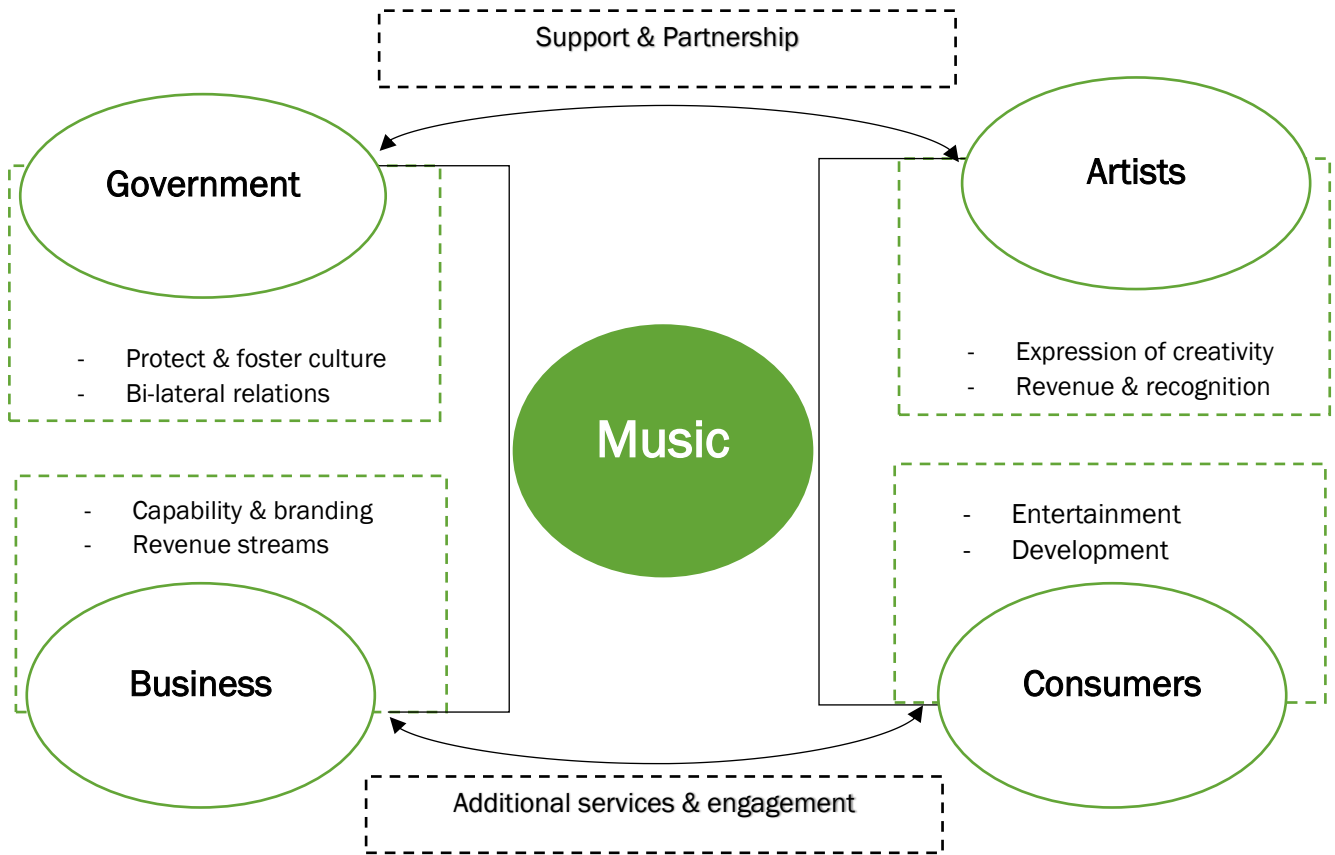 Support & Partnership
Government
Artists
- Protect & foster culture
- Bi-lateral relations
- Expression of creativity
- Revenue & recognition
Music
- Capability & branding
- Revenue streams
- Entertainment
- Development
Business
Consumers
Additional services & engagement